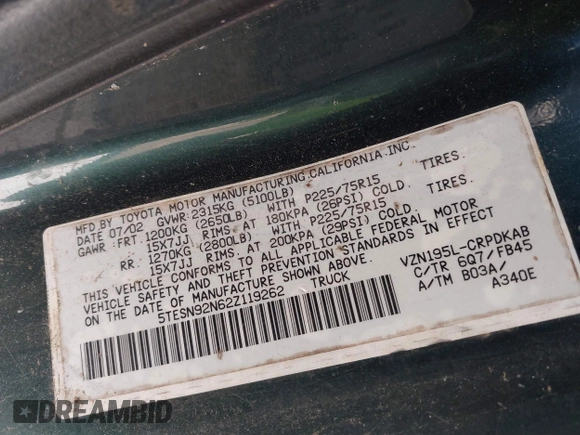 MFD BY TOYOTA MOTOR MANUFACTURING, CALIFORNIA, INC.
DATE 07/02 GVWR 2315KG (5100LB)
GAWR: FRT. 1200KG (2650LB) WITH P225/75R15 TIRES.
15X7JJ RIMS. AT 180KPA (26PSI) COLD.
RR. 1270KG (2800LB) WITH P225/75R15 TIRES.
15X7JJ RIMS. AT 200KPA (29PSI) COLD.
THIS VEHICLE CONFORMS TO ALL APPLICABLE FEDERAL MOTOR
VEHICLE SAFETY AND THEFT PREVENTION STANDARDS IN EFFECT
ON THE DATE OF MANUFACTURE SHOWN ABOVE.
5TESN92N62Z119262 TRUCK
VZN195L-CRPDKAB
C/TR 6Q7/FB45
A/TM B03A/
A340E
DREAMBID